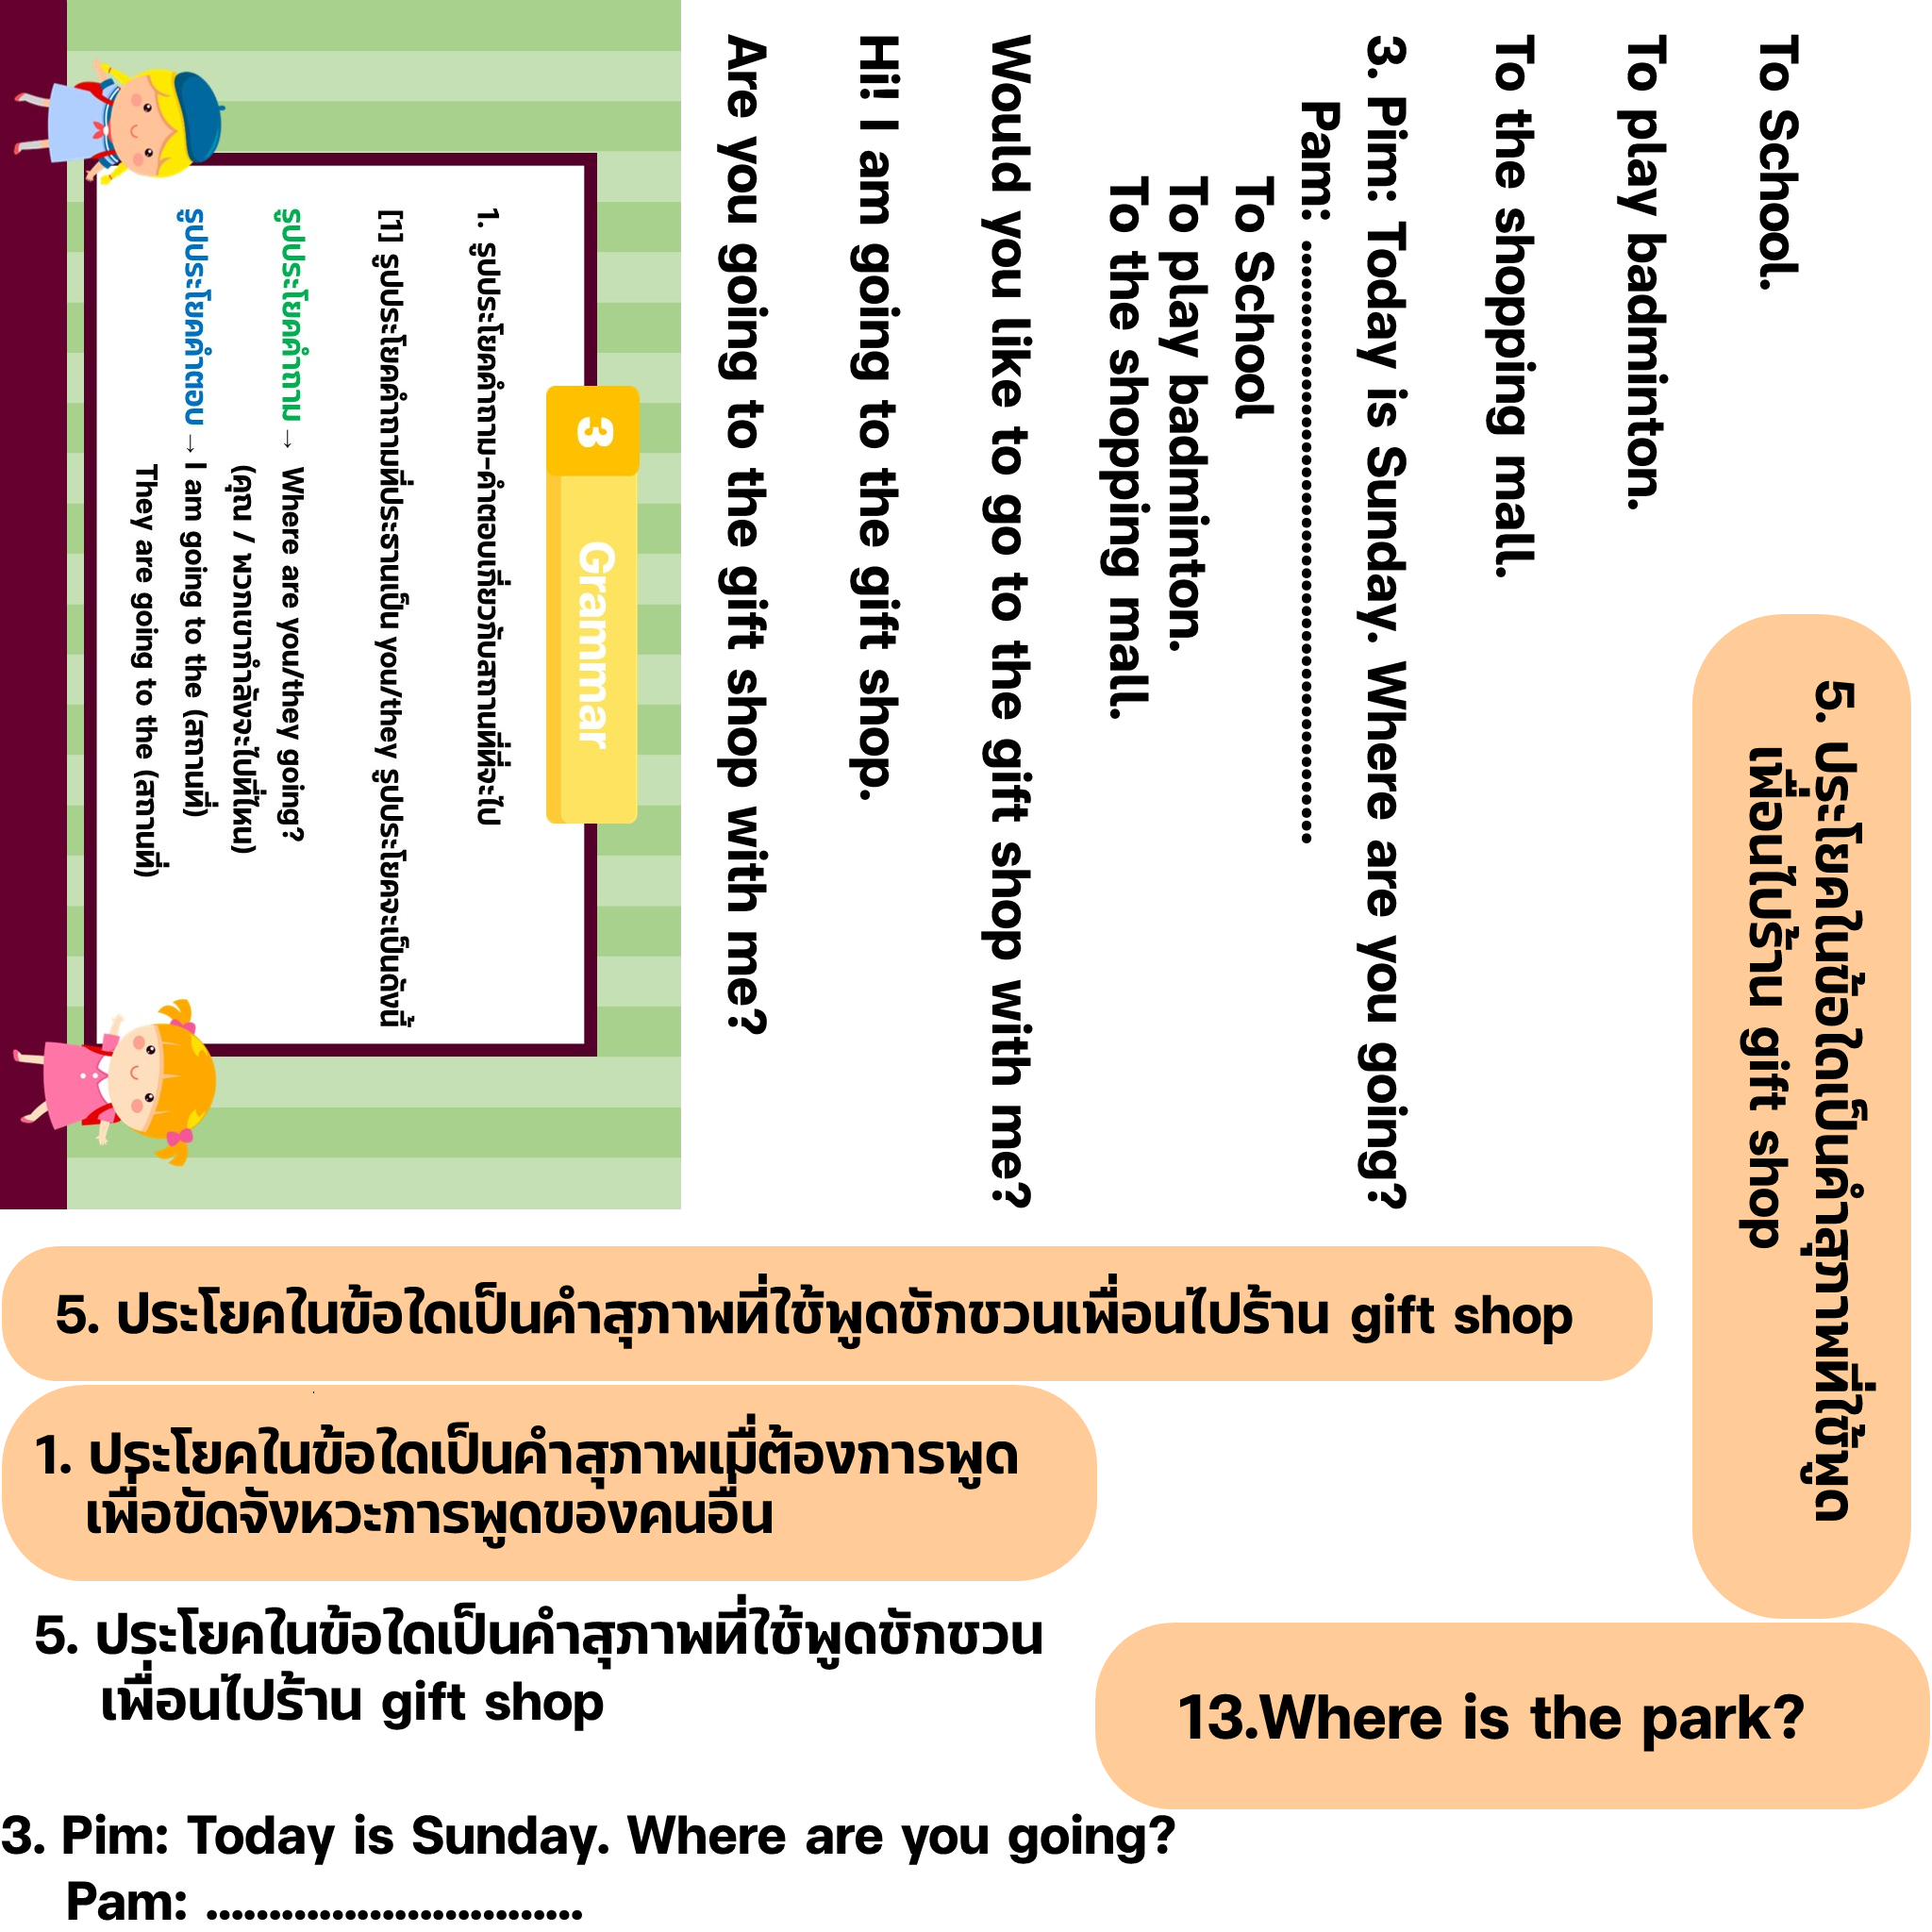 To School.
To play badminton.
To the shopping mall.
3. Pim: Today is Sunday. Where are you going?
Pam: ................................................
To School
To play badminton.
To the shopping mall.
Would you like to go to the gift shop with me?
Hi! I am going to the gift shop.
Are you going to the gift shop with me?
3 Grammar
1. รูปประโยคคำถาม-คำตอบเกี่ยวกับสถานที่ที่จะไป
[1] รูปประโยคคำถามที่ประธานเป็น you/they รูปประโยคจะเป็นดังนี้
รูปประโยคคำถาม → Where are you/they going?
(คุณ / พวกเขากำลังจะไปที่ไหน)
รูปประโยคคำตอบ → I am going to the (สถานที่)
They are going to the (สถานที่)
5. ประโยคในข้อใดเป็นคำสุภาพที่ใช้พูด
เพื่อนไปร้าน gift shop
5. ประโยคในข้อใดเป็นคำสุภาพที่ใช้พูดชักชวนเพื่อนไปร้าน gift shop
1. ประโยคในข้อใดเป็นคำสุภาพเมื่ต้องการพูด
เพื่อขัดจังหวะการพูดของคนอื่น
5. ประโยคในข้อใดเป็นคำสุภาพที่ใช้พูดชักชวน
เพื่อนไปร้าน gift shop
13.Where is the park?
3. Pim: Today is Sunday. Where are you going?
Pam: ..............................